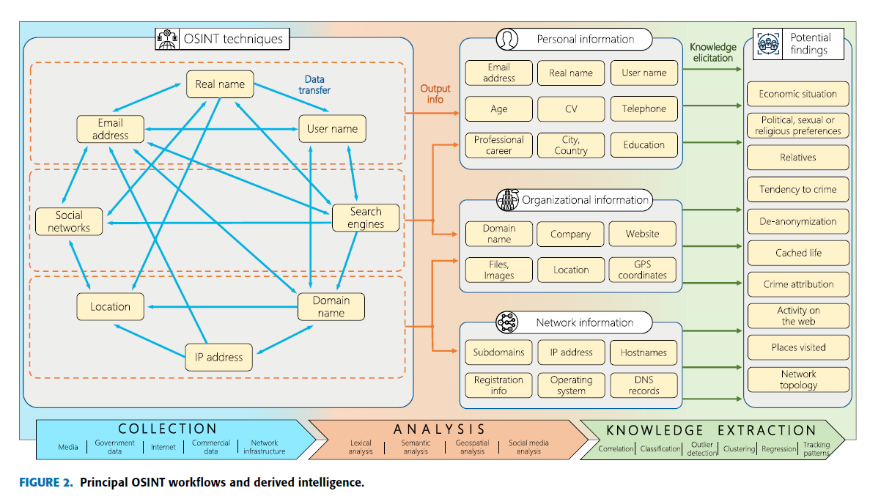 OSINT techniques
Real name
Data
transfer
Email
address
User name
Social
networks
Search
engines
Location
Domain
name
IP address
Output
info
Personal information
Email
address
Real name
User name
Age
CV
Telephone
Professional
career
City,
Country
Education
Organizational information
Domain
name
Company
Website
Files,
Images
Location
GPS
coordinates
Network information
Subdomains
IP address
Hostnames
Registration
info
Operating
system
DNS
records
Knowledge
elicitation
Potential
findings
Economic situation
Political, sexual or
religious preferences
Relatives
Tendency to crime
De-anonymization
Cached life
Crime attribution
Activity on
the web
Places visited
Network
topology
COLLECTION
Media
Government
data
Internet
Commercial
data
Network
infrastructure
ANALYSIS
Lexical
analysis
Semantic
analysis
Geospatial
analysis
Social media
analysis
KNOWLEDGE EXTRACTION
Correlation
Classification
Outlier
detection
Clustering
Regression
Tracking
patterns
FIGURE 2. Principal OSINT workflows and derived intelligence.